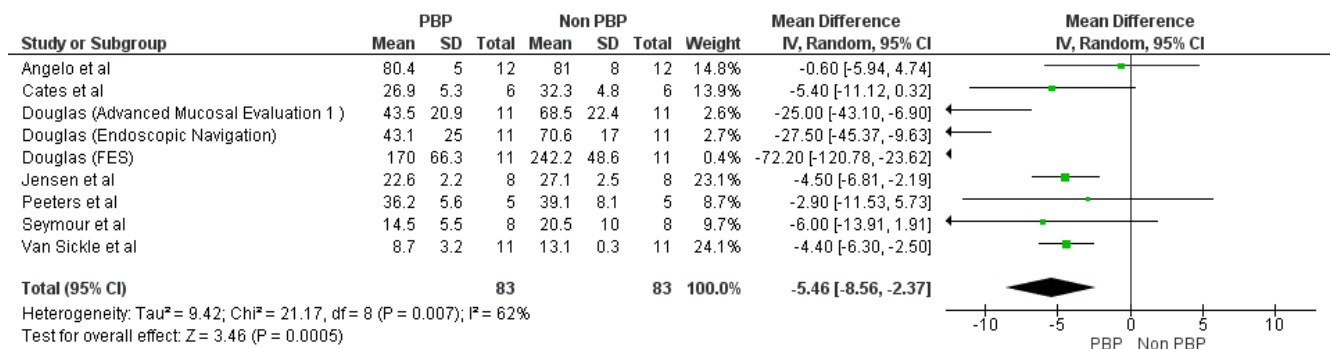 PBP Non PBP Mean Difference Mean Difference
Study or Subgroup Mean SD Total Mean SD Total Weight IV, Random, 95% CI IV, Random, 95% CI
Angelo et al 80.4 5 12 81 8 12 14.8% -0.60 [-5.94, 4.74]
Cates et al 26.9 5.3 6 32.3 4.8 6 13.9% -5.40 [-11.12, 0.32]
Douglas (Advanced Mucosal Evaluation 1 ) 43.5 20.9 11 68.5 22.4 11 2.6% -25.00 [-43.10, -6.90]
Douglas (Endoscopic Navigation) 43.1 25 11 70.6 17 11 2.7% -27.50 [-45.37, -9.63]
Douglas (FES) 170 66.3 11 242.2 48.6 11 0.4% -72.20 [-120.78, -23.62]
Jensen et al 22.6 2.2 8 27.1 2.5 8 23.1% -4.50 [-6.81, -2.19]
Peeters et al 36.2 5.6 5 39.1 8.1 5 8.7% -2.90 [-11.53, 5.73]
Seymour et al 14.5 5.5 8 20.5 10 8 9.7% -6.00 [-13.91, 1.91]
Van Sickle et al 8.7 3.2 11 13.1 0.3 11 24.1% -4.40 [-6.30, -2.50]
Total (95% CI) 83 83 100.0% -5.46 [-8.56, -2.37]
Heterogeneity: Tau² = 9.42; Chi² = 21.17, df = 8 (P = 0.007); I² = 62%
Test for overall effect: Z = 3.46 (P = 0.0005)
-10 -5 0 5 10
PBP Non PBP